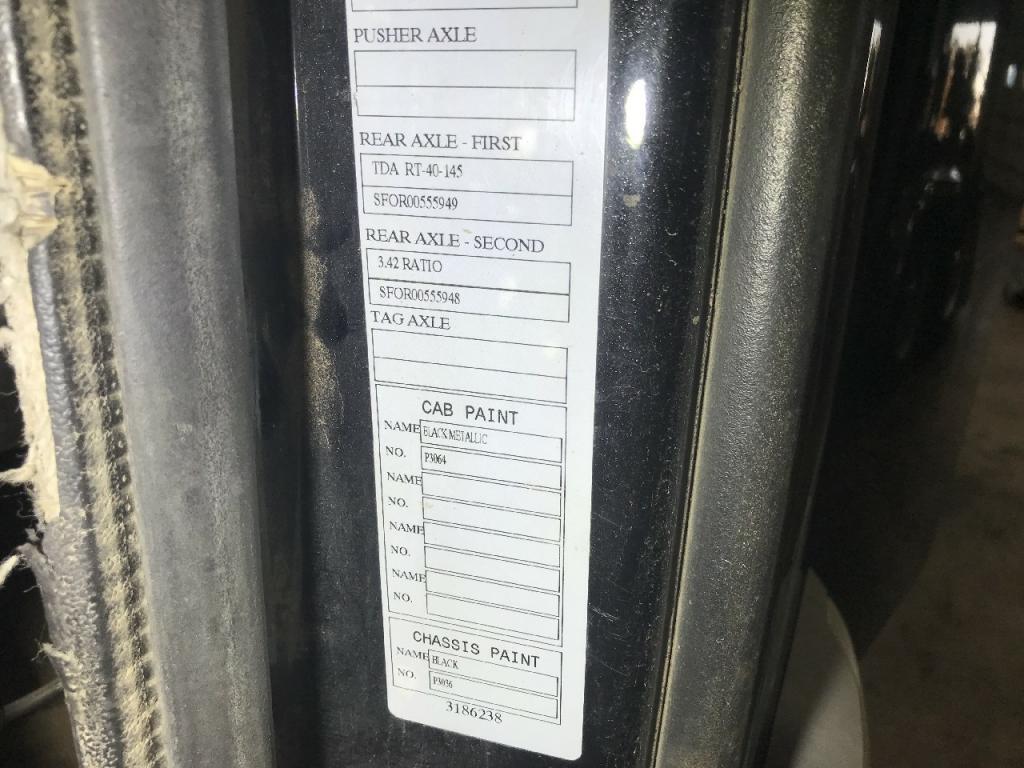 PUSHER AXLE
REAR AXLE - FIRST
TDA RT-40-145
SFOR00555949
REAR AXLE - SECOND
3.42 RATIO
SFOR00555948
TAG AXLE
CAB PAINT
NAME BLACK METALLIC
NO. P3064
NAME
NO.
NAME
NO.
NAME
NO.
CHASSIS PAINT
NAME BLACK
NO. P3036
3186238